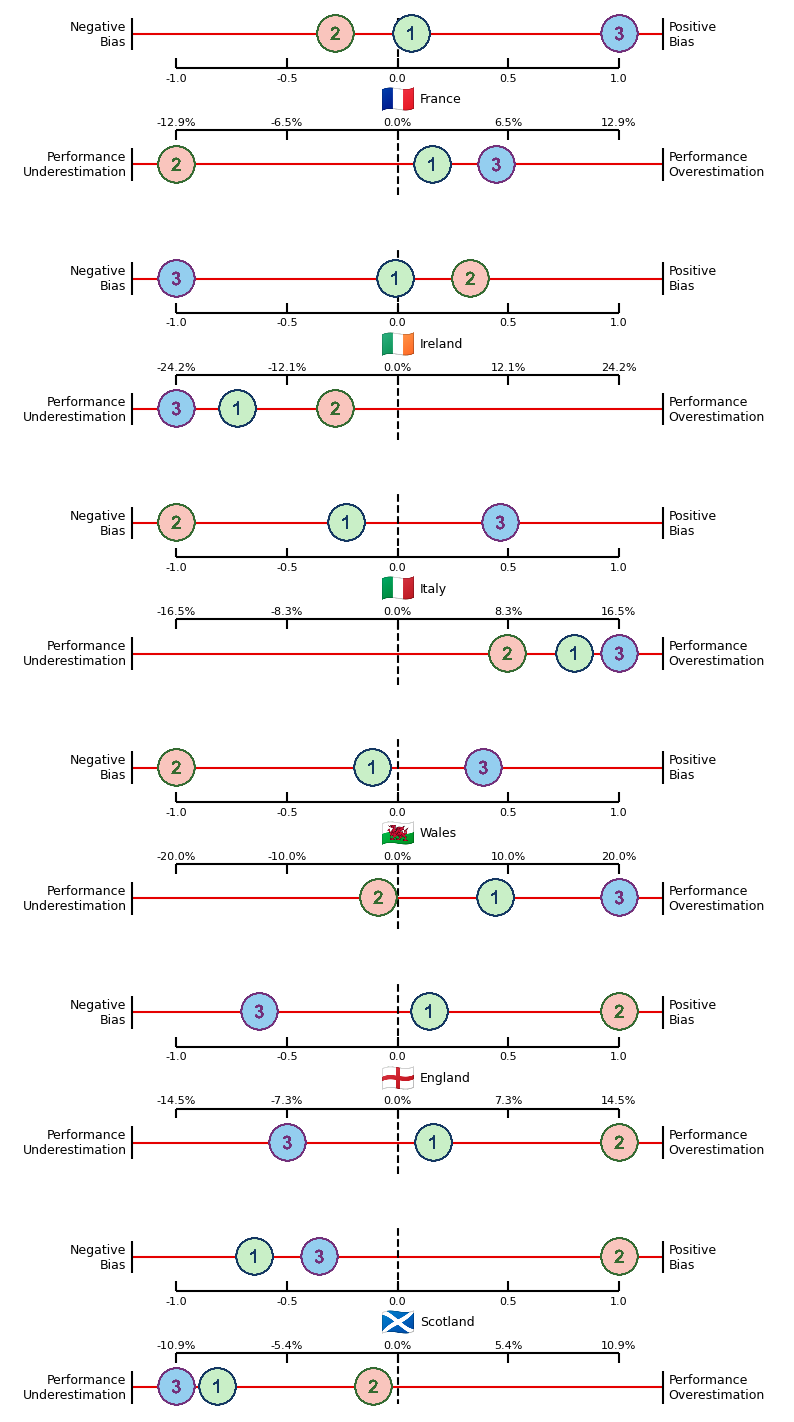 Negative
Bias
2 1 3
Positive
Bias
-1.0 -0.5 0.0 0.5 1.0
France
-12.9% -6.5% 0.0% 6.5% 12.9%
Performance
Underestimation
2 1 3
Performance
Overestimation
Negative
Bias
3 1 2
Positive
Bias
-1.0 -0.5 0.0 0.5 1.0
Ireland
-24.2% -12.1% 0.0% 12.1% 24.2%
Performance
Underestimation
3 1 2
Performance
Overestimation
Negative
Bias
2 1 3
Positive
Bias
-1.0 -0.5 0.0 0.5 1.0
Italy
-16.5% -8.3% 0.0% 8.3% 16.5%
Performance
Underestimation
2 1 3
Performance
Overestimation
Negative
Bias
2 1 3
Positive
Bias
-1.0 -0.5 0.0 0.5 1.0
Wales
-20.0% -10.0% 0.0% 10.0% 20.0%
Performance
Underestimation
2 1 3
Performance
Overestimation
Negative
Bias
3 1 2
Positive
Bias
-1.0 -0.5 0.0 0.5 1.0
England
-14.5% -7.3% 0.0% 7.3% 14.5%
Performance
Underestimation
3 1 2
Performance
Overestimation
Negative
Bias
1 3 2
Positive
Bias
-1.0 -0.5 0.0 0.5 1.0
Scotland
-10.9% -5.4% 0.0% 5.4% 10.9%
Performance
Underestimation
3 1 2
Performance
Overestimation